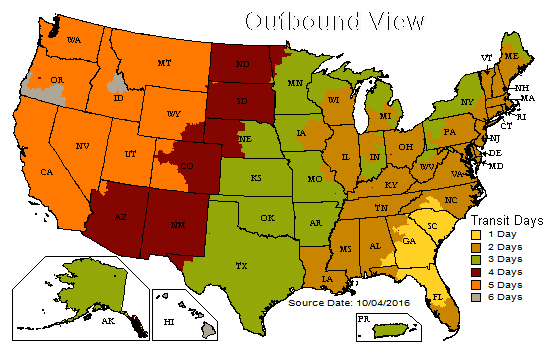 Outbound View
WA
MT
ND
MN
VT
ME
OR
ID
SD
WI
MI
NY
NH
MA
RI
CT
WY
IA
PA
NJ
NE
IL
IN
OH
DE
MD
NV
UT
CO
WV
VA
CA
KS
MO
KY
NC
AZ
NM
OK
AR
TN
SC
MS
AL
GA
TX
LA
FL
AK
HI
PR
Transit Days
1 Day
2 Days
3 Days
4 Days
5 Days
6 Days
Source Date: 10/04/2016